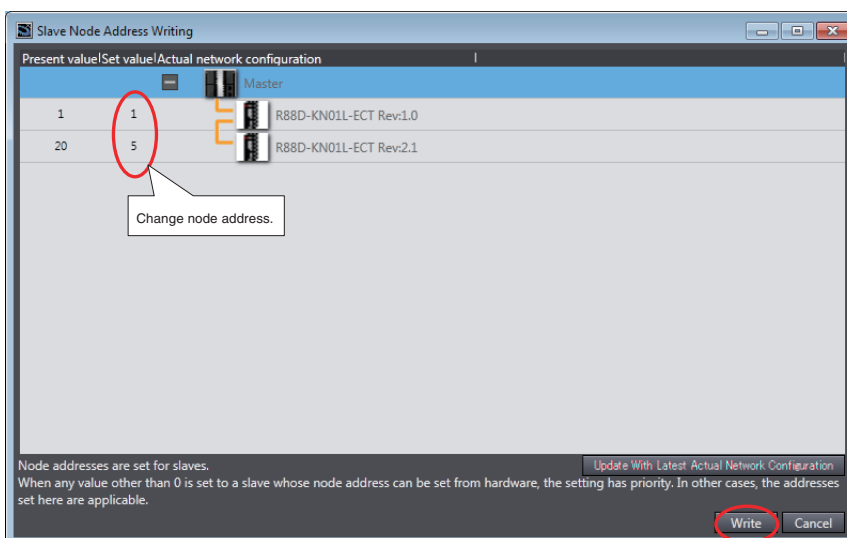 Slave Node Address Writing
Present value|Set value|Actual network configuration
Master
1 1 R88D-KN01L-ECT Rev:1.0
20 5 R88D-KN01L-ECT Rev:2.1
Change node address.
Node addresses are set for slaves.
Update With Latest Actual Network Configuration
When any value other than 0 is set to a slave whose node address can be set from hardware, the setting has priority. In other cases, the addresses
set here are applicable.
Write Cancel